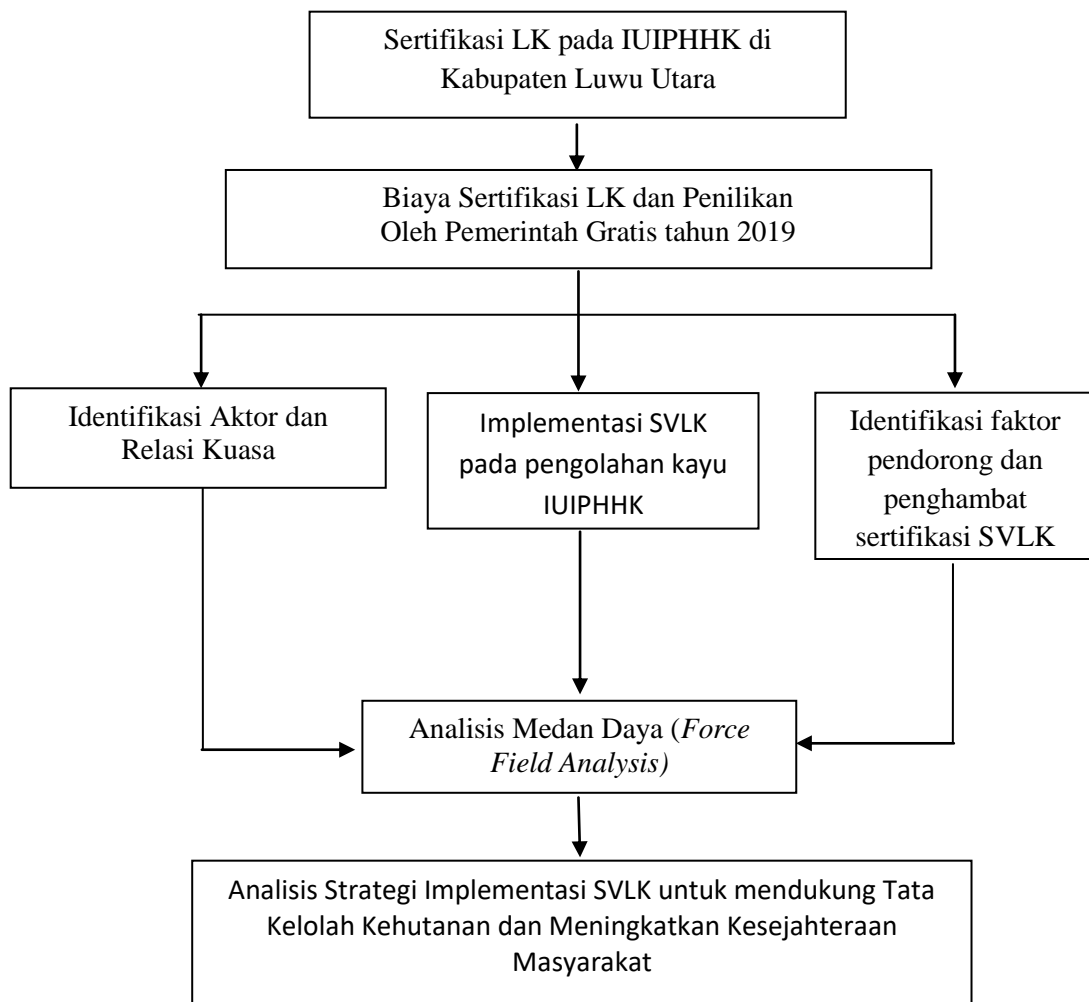 Sertifikasi LK pada IUIPHHK di
Kabupaten Luwu Utara
Biaya Sertifikasi LK dan Penilikan
Oleh Pemerintah Gratis tahun 2019
Identifikasi Aktor dan
Relasi Kuasa
Implementasi SVLK
pada pengolahan kayu
IUIPHHK
Identifikasi faktor
pendorong dan
penghambat
sertifikasi SVLK
Analisis Medan Daya (Force
Field Analysis)
Analisis Strategi Implementasi SVLK untuk mendukung Tata
Kelolah Kehutanan dan Meningkatkan Kesejahteraan
Masyarakat